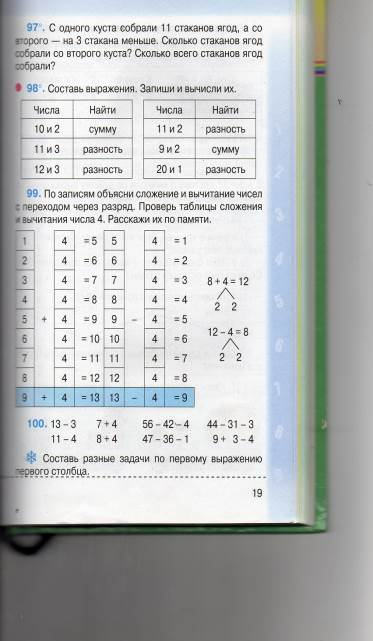 97°. С одного куста собрали 11 стаканов ягод, а со
второго — на 3 стакана меньше. Сколько стаканов ягод
собрали со второго куста? Сколько всего стаканов ягод
собрали?
98°. Составь выражения. Запиши и вычисли их.
Числа Найти Числа Найти
10 и 2 сумму 11 и 2 разность
11 и 3 разность 9 и 2 сумму
12 и 3 разность 20 и 1 разность
99. По записям объясни сложение и вычитание чисел
с переходом через разряд. Проверь таблицы сложения
и вычитания числа 4. Расскажи их по памяти.
1 4 = 5 5 4 = 1
2 4 = 6 6 4 = 2
3 4 = 7 7 4 = 3
4 4 = 8 8 4 = 4
5 + 4 = 9 9 – 4 = 5
6 4 = 10 10 4 = 6
7 4 = 11 11 4 = 7
8 4 = 12 12 4 = 8
9 + 4 = 13 13 – 4 = 9
8 + 4 = 12
2 2
12 – 4 = 8
2 2
100. 13 – 3 7 + 4 56 – 42 – 4 44 – 31 – 3
11 – 4 8 + 4 47 – 36 – 1 9 + 3 – 4
Составь разные задачи по первому выражению
первого столбца.
19